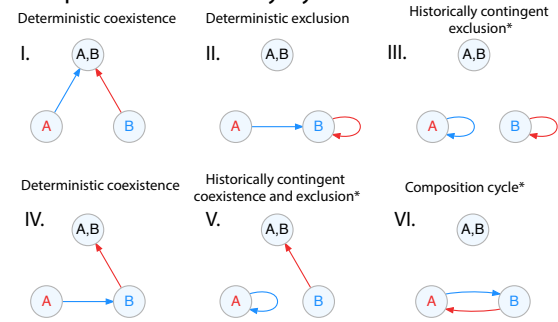 Deterministic coexistence
Deterministic exclusion
Historically contingent
exclusion*
I.
A,B
A
B
II.
A,B
A
B
III.
A,B
A
B
Deterministic coexistence
Historically contingent
coexistence and exclusion*
Composition cycle*
IV.
A,B
A
B
V.
A,B
A
B
VI.
A,B
A
B